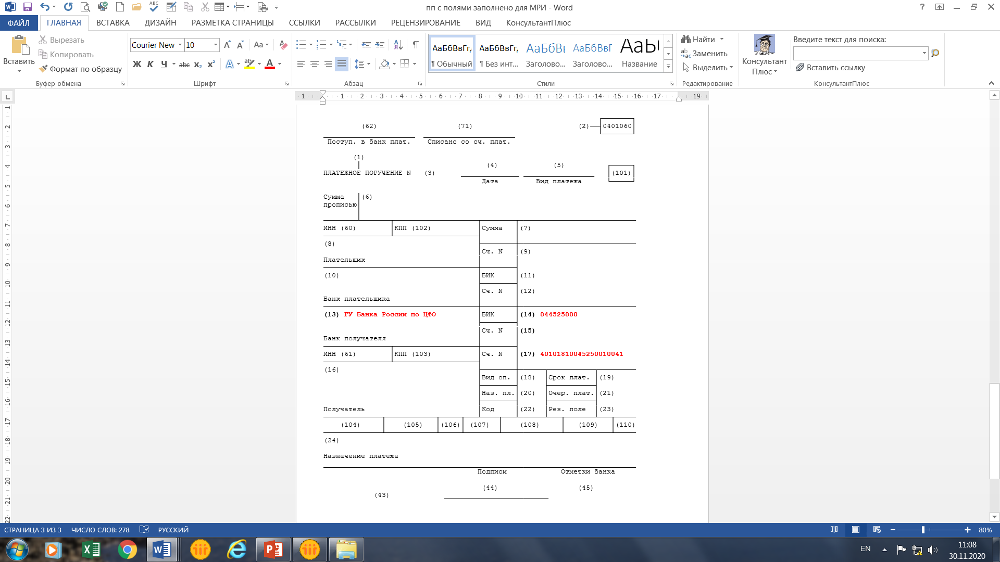 пп с полями заполнено для МРИ - Word
ФАЙЛ ГЛАВНАЯ ВСТАВКА ДИЗАЙН РАЗМЕТКА СТРАНИЦЫ ССЫЛКИ РАССЫЛКИ РЕЦЕНЗИРОВАНИЕ ВИД КонсультантПлюс
Вставить
Вырезать
Копировать
Формат по образцу
Буфер обмена
Courier New 10
Ж К Ч abc x₂ x²
Шрифт
Абзац
АаБбВвГг, АаБбВвГг, АаБбВ АаБбВвГ АаБ
¶ Обычный ¶ Без инт... Заголово... Заголово... Название
Стили
Найти
Заменить
Выделить
Редактирование
Консультант Плюс
Введите текст для поиска:
Вставить ссылку
КонсультантПлюс
1 1 2 3 4 5 6 7 8 9 10 11 12 13 14 15 16 17 19
(62) (71) (2) 0401060
Поступ. в банк плат. Списано со сч. плат.
(1)
(4) (5)
ПЛАТЕЖНОЕ ПОРУЧЕНИЕ N (3) (101)
Дата Вид платежа
Сумма (6)
прописью
ИНН (60) КПП (102) Сумма (7)
(8)
Сч. N (9)
Плательщик
(10) БИК (11)
Сч. N (12)
Банк плательщика
(13) ГУ Банка России по ЦФО БИК (14) 044525000
Сч. N (15)
Банк получателя
ИНН (61) КПП (103) Сч. N (17) 40101810045250010041
(16)
Вид оп. (18) Срок плат. (19)
Наз. пл. (20) Очер. плат. (21)
Получатель Код (22) Рез. поле (23)
(104) (105) (106) (107) (108) (109) (110)
(24)
Назначение платежа
Подписи Отметки банка
(44) (45)
(43)
СТРАНИЦА 3 ИЗ 3 ЧИСЛО СЛОВ: 278 РУССКИЙ 80%
EN 11:08
30.11.2020